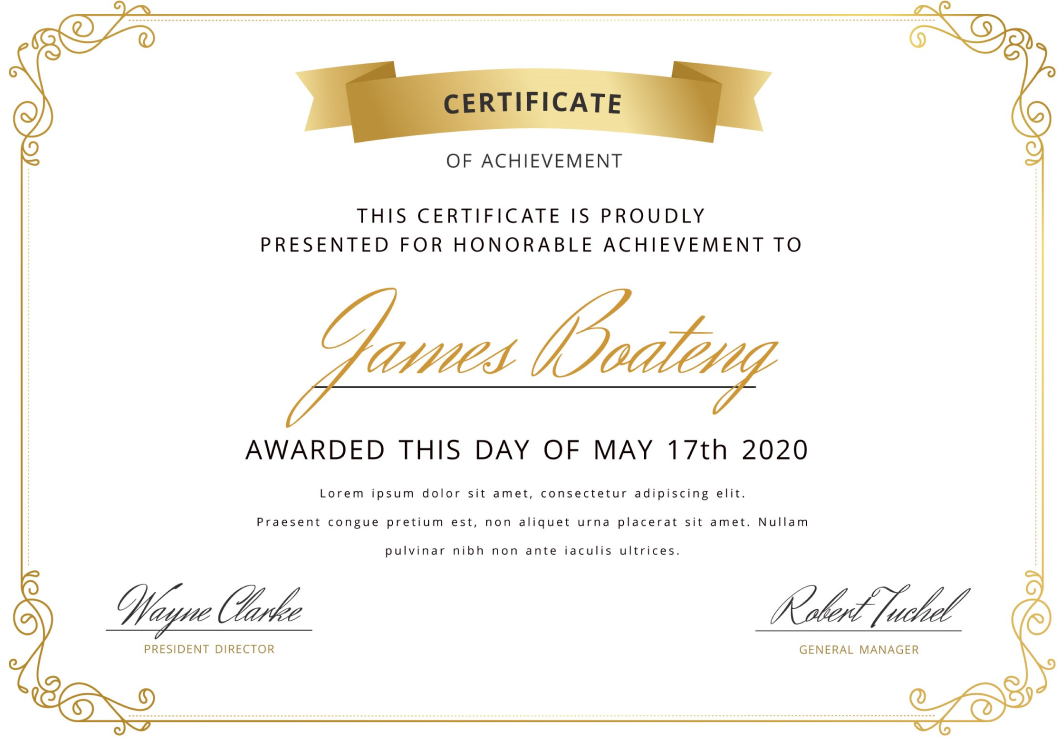 CERTIFICATE
OF ACHIEVEMENT
THIS CERTIFICATE IS PROUDLY
PRESENTED FOR HONORABLE ACHIEVEMENT TO
James Boateng
AWARDED THIS DAY OF MAY 17th 2020
Lorem ipsum dolor sit amet, consectetur adipiscing elit.
Praesent congue pretium est, non aliquet urna placerat sit amet. Nullam
pulvinar nibh non ante iaculis ultrices.
Wayne Clarke
PRESIDENT DIRECTOR
Robert Tuchel
GENERAL MANAGER